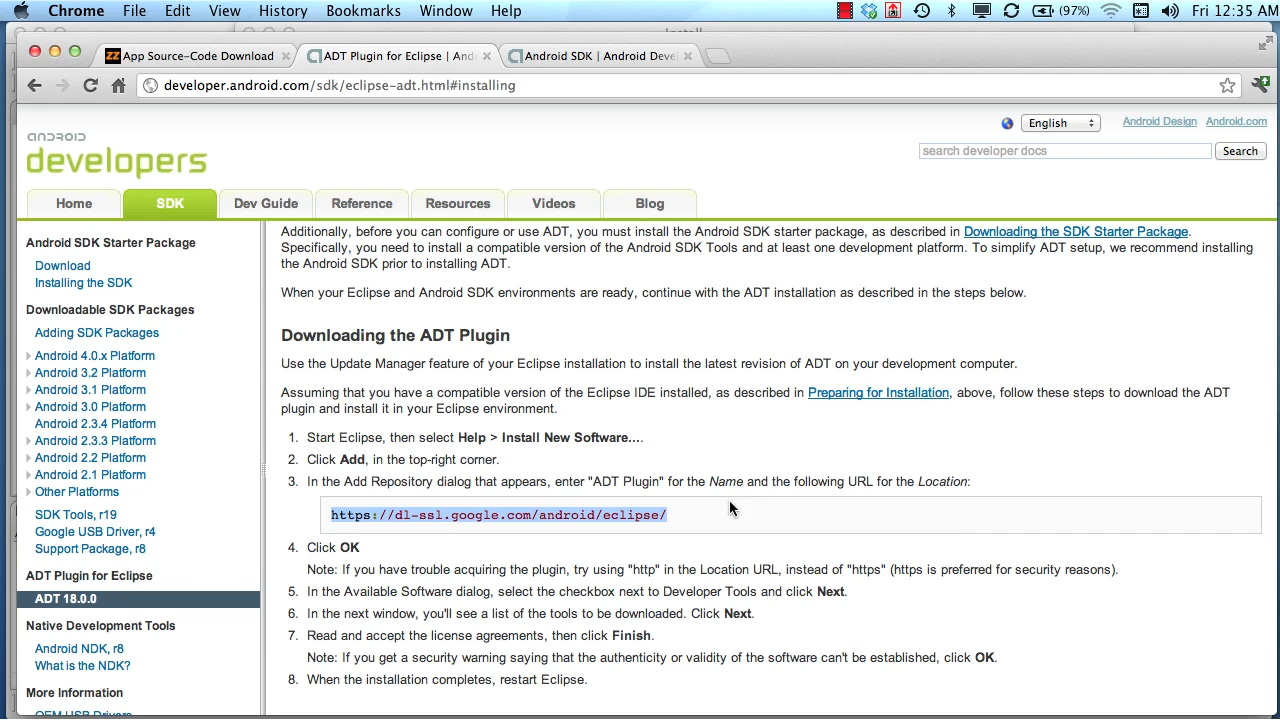 Chrome File Edit View History Bookmarks Window Help (97%) Fri 12:35 AM
App Source-Code Download ADT Plugin for Eclipse | And Android SDK | Android Devel
developer.android.com/sdk/eclipse-adt.html#installing
English Android Design Android.com
android
developers
search developer docs Search
Home SDK Dev Guide Reference Resources Videos Blog
Android SDK Starter Package
Download
Installing the SDK
Downloadable SDK Packages
Adding SDK Packages
Android 4.0.x Platform
Android 3.2 Platform
Android 3.1 Platform
Android 3.0 Platform
Android 2.3.4 Platform
Android 2.3.3 Platform
Android 2.2 Platform
Android 2.1 Platform
Other Platforms
SDK Tools, r19
Google USB Driver, r4
Support Package, r8
ADT Plugin for Eclipse
ADT 18.0.0
Native Development Tools
Android NDK, r8
What is the NDK?
More Information
OEM USB Drivers
Additionally, before you can configure or use ADT, you must install the Android SDK starter package, as described in Downloading the SDK Starter Package.
Specifically, you need to install a compatible version of the Android SDK Tools and at least one development platform. To simplify ADT setup, we recommend installing
the Android SDK prior to installing ADT.
When your Eclipse and Android SDK environments are ready, continue with the ADT installation as described in the steps below.
Downloading the ADT Plugin
Use the Update Manager feature of your Eclipse installation to install the latest revision of ADT on your development computer.
Assuming that you have a compatible version of the Eclipse IDE installed, as described in Preparing for Installation, above, follow these steps to download the ADT
plugin and install it in your Eclipse environment.
1. Start Eclipse, then select Help > Install New Software....
2. Click Add, in the top-right corner.
3. In the Add Repository dialog that appears, enter "ADT Plugin" for the Name and the following URL for the Location:
https://dl-ssl.google.com/android/eclipse/
4. Click OK
Note: If you have trouble acquiring the plugin, try using "http" in the Location URL, instead of "https" (https is preferred for security reasons).
5. In the Available Software dialog, select the checkbox next to Developer Tools and click Next.
6. In the next window, you'll see a list of the tools to be downloaded. Click Next.
7. Read and accept the license agreements, then click Finish.
Note: If you get a security warning saying that the authenticity or validity of the software can't be established, click OK.
8. When the installation completes, restart Eclipse.